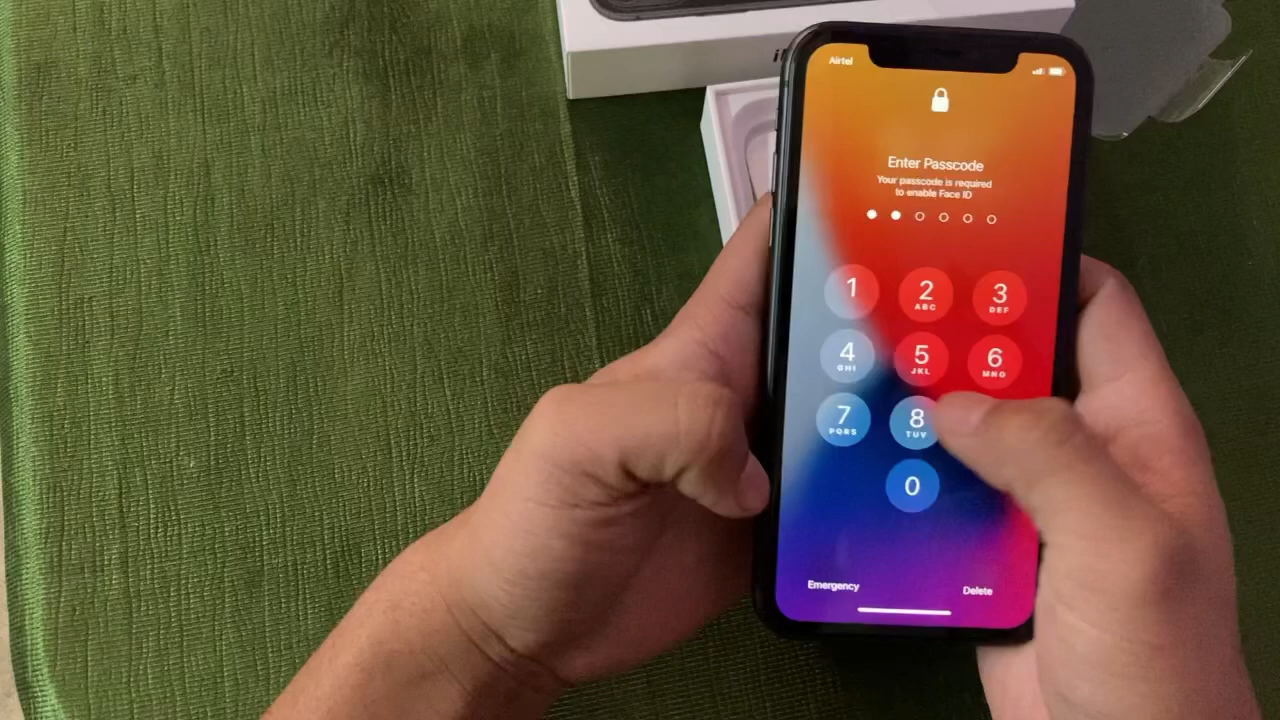 Airtel
Enter Passcode
Your passcode is required
to enable Face ID
1
2
ABC
3
DEF
4
GHI
5
JKL
6
MNO
7
PQRS
8
TUV
0
Emergency
Delete